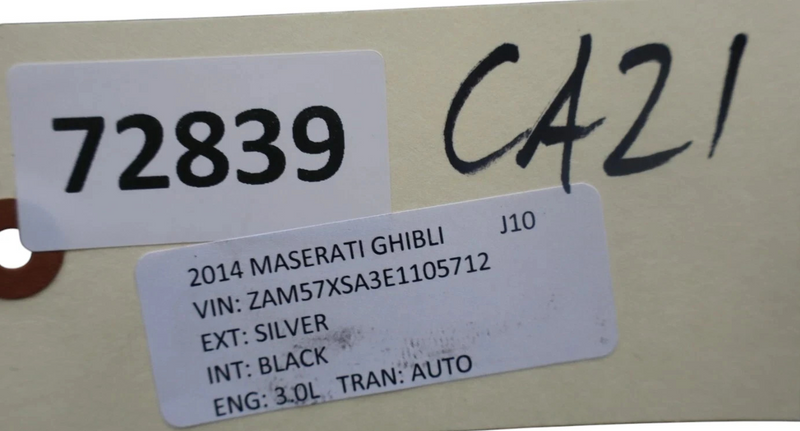 72839
CA21
2014 MASERATI GHIBLI J10
VIN: ZAM57XSA3E1105712
EXT: SILVER
INT: BLACK
ENG: 3.0L TRAN: AUTO